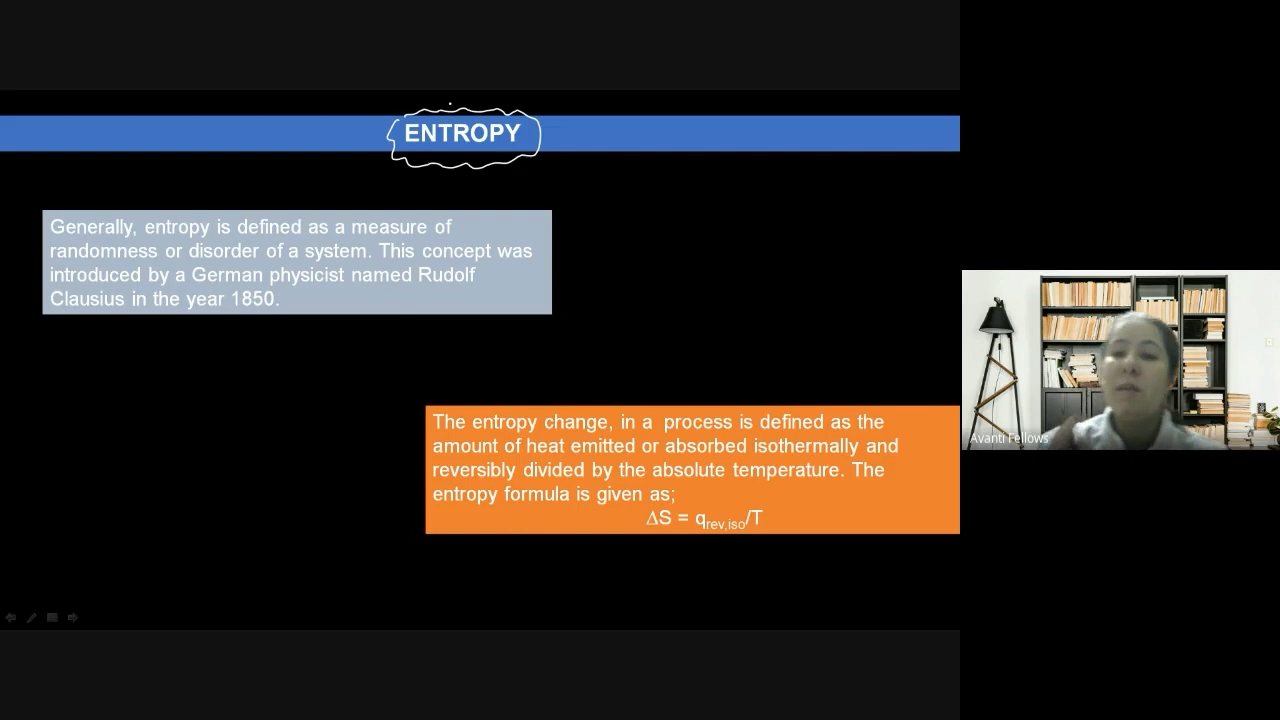 ENTROPY
Generally, entropy is defined as a measure of
randomness or disorder of a system. This concept was
introduced by a German physicist named Rudolf
Clausius in the year 1850.
The entropy change, in a process is defined as the
amount of heat emitted or absorbed isothermally and
reversibly divided by the absolute temperature. The
entropy formula is given as;
ΔS = qrev,iso/T
Avanti Fellows